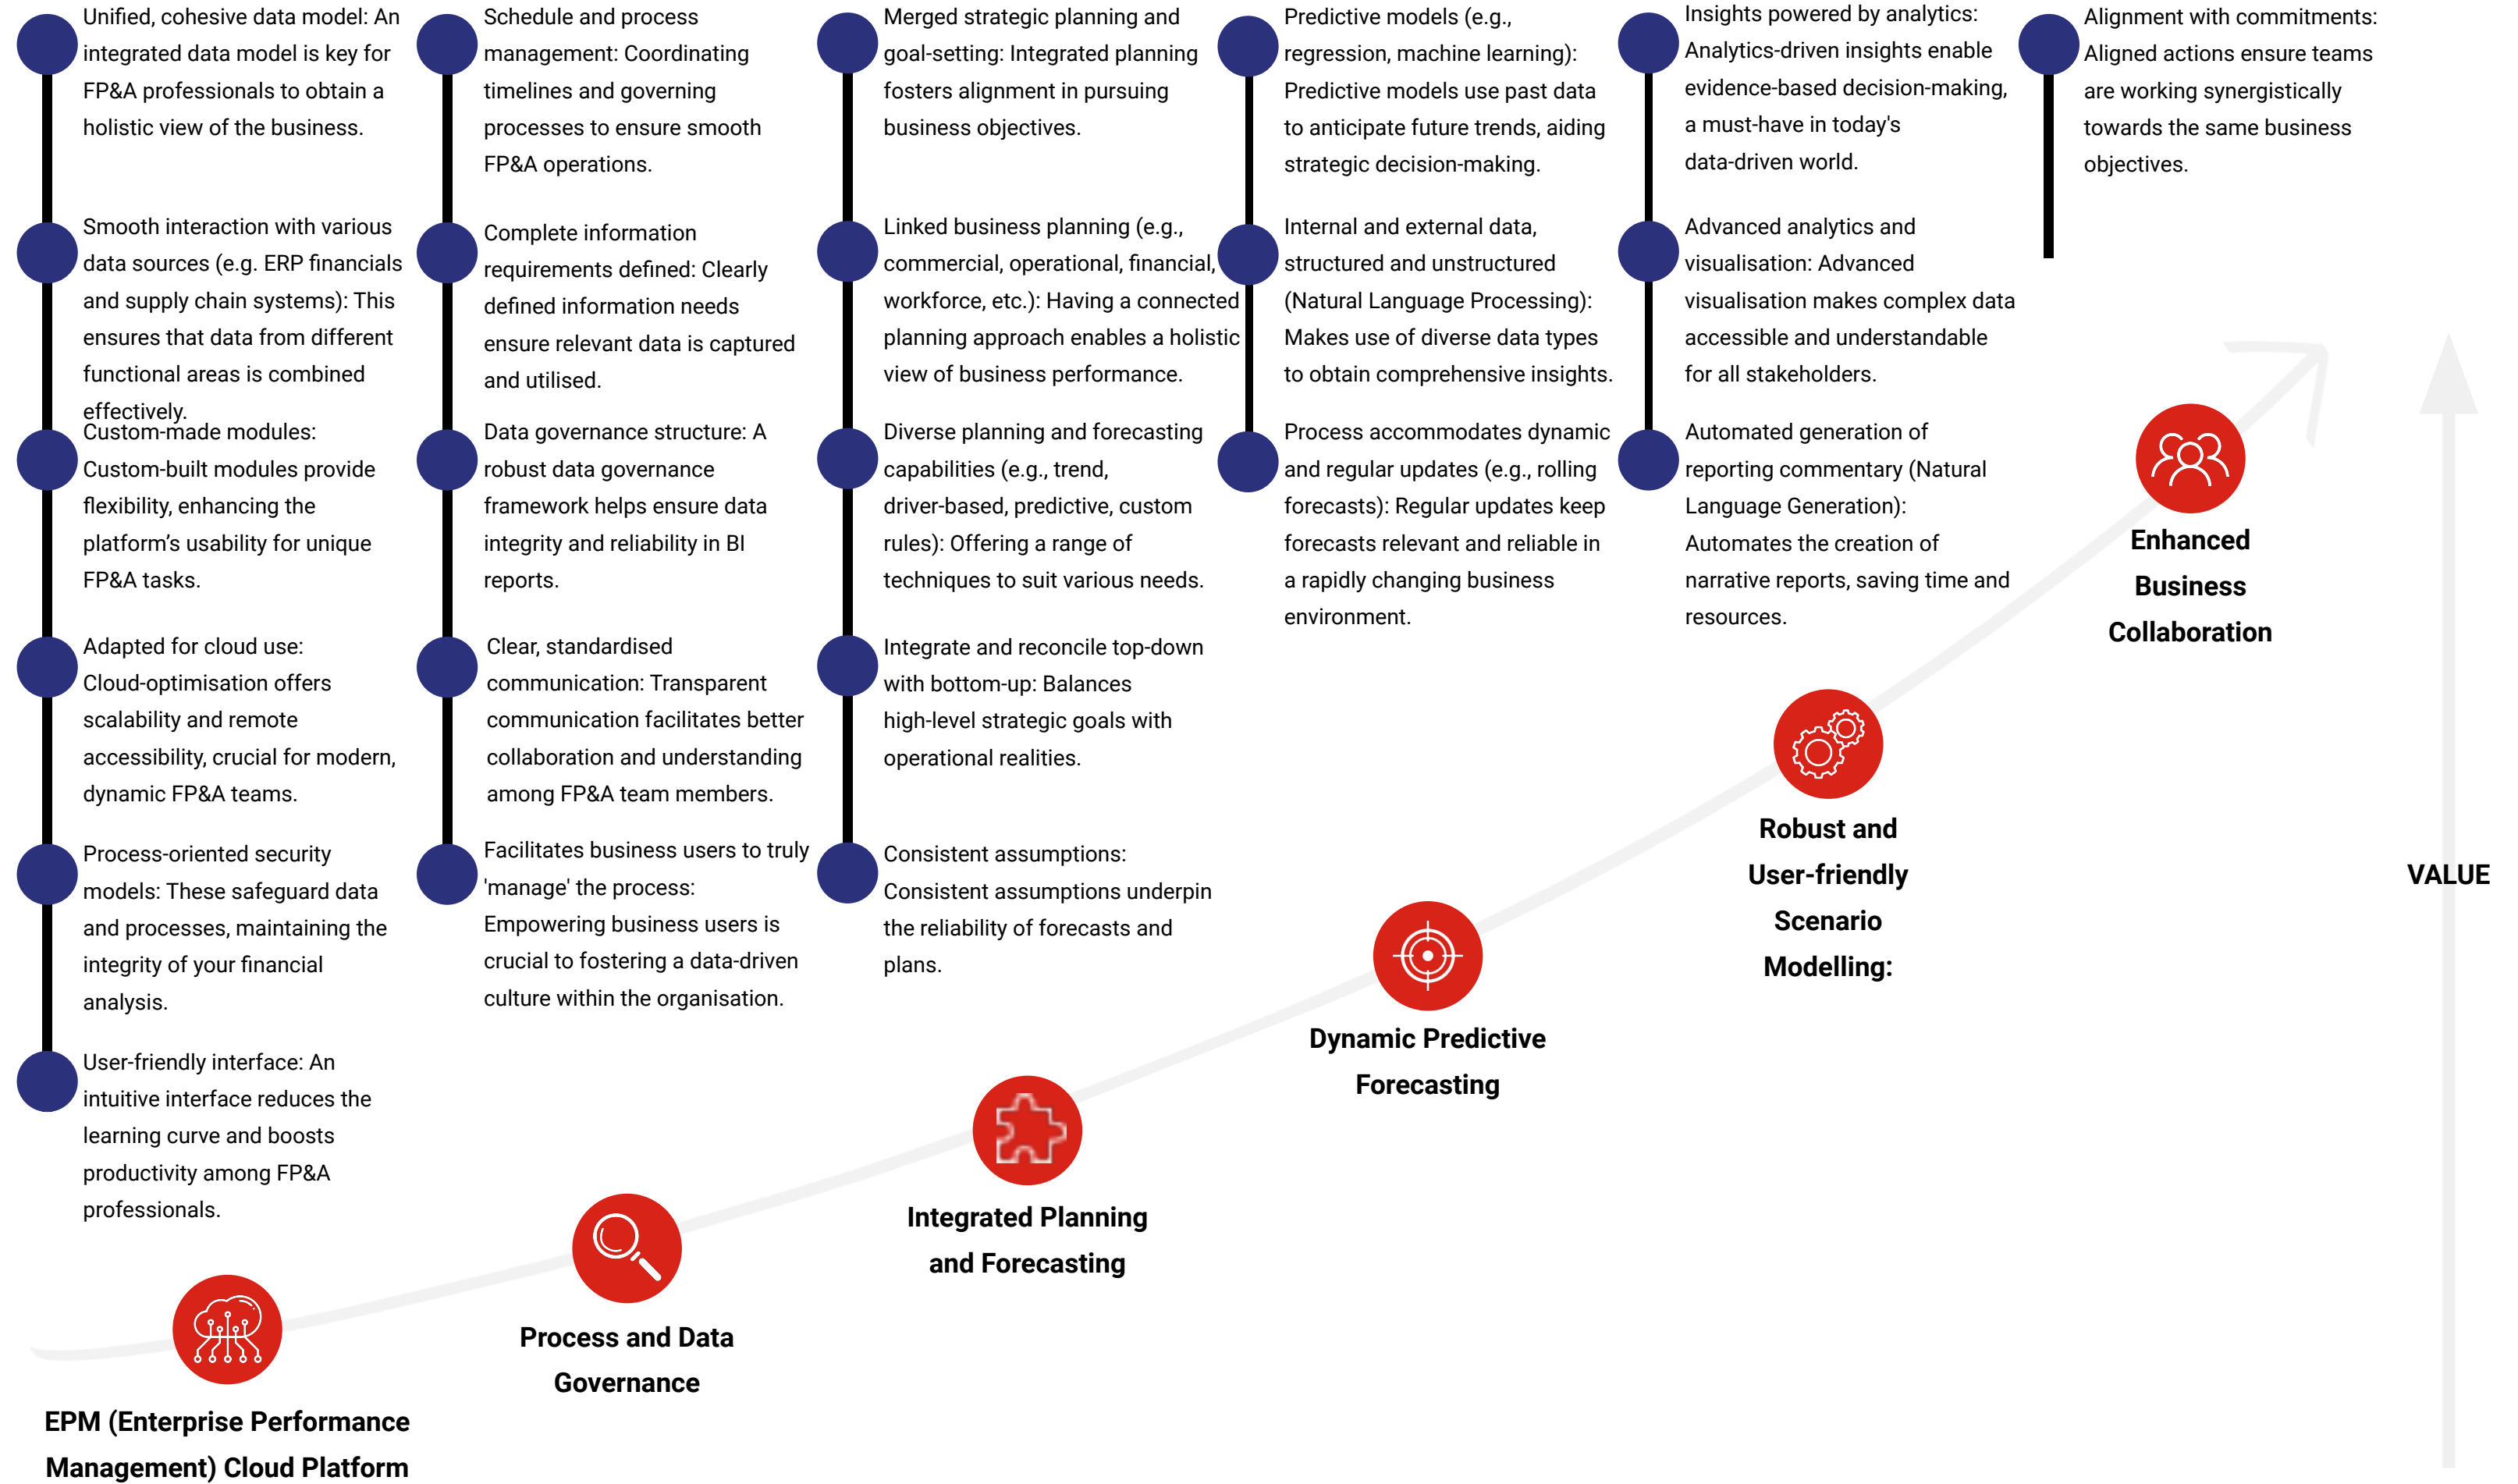 Unified, cohesive data model: An
integrated data model is key for
FP&A professionals to obtain a
holistic view of the business.
Smooth interaction with various
data sources (e.g. ERP financials
and supply chain systems): This
ensures that data from different
functional areas is combined
effectively.
Custom-made modules:
Custom-built modules provide
flexibility, enhancing the
platform’s usability for unique
FP&A tasks.
Adapted for cloud use:
Cloud-optimisation offers
scalability and remote
accessibility, crucial for modern,
dynamic FP&A teams.
Process-oriented security
models: These safeguard data
and processes, maintaining the
integrity of your financial
analysis.
User-friendly interface: An
intuitive interface reduces the
learning curve and boosts
productivity among FP&A
professionals.
EPM (Enterprise Performance
Management) Cloud Platform
Schedule and process
management: Coordinating
timelines and governing
processes to ensure smooth
FP&A operations.
Complete information
requirements defined: Clearly
defined information needs
ensure relevant data is captured
and utilised.
Data governance structure: A
robust data governance
framework helps ensure data
integrity and reliability in BI
reports.
Clear, standardised
communication: Transparent
communication facilitates better
collaboration and understanding
among FP&A team members.
Facilitates business users to truly
'manage' the process:
Empowering business users is
crucial to fostering a data-driven
culture within the organisation.
Process and Data
Governance
Merged strategic planning and
goal-setting: Integrated planning
fosters alignment in pursuing
business objectives.
Linked business planning (e.g.,
commercial, operational, financial,
workforce, etc.): Having a connected
planning approach enables a holistic
view of business performance.
Diverse planning and forecasting
capabilities (e.g., trend,
driver-based, predictive, custom
rules): Offering a range of
techniques to suit various needs.
Integrate and reconcile top-down
with bottom-up: Balances
high-level strategic goals with
operational realities.
Consistent assumptions:
Consistent assumptions underpin
the reliability of forecasts and
plans.
Integrated Planning
and Forecasting
Predictive models (e.g.,
regression, machine learning):
Predictive models use past data
to anticipate future trends, aiding
strategic decision-making.
Internal and external data,
structured and unstructured
(Natural Language Processing):
Makes use of diverse data types
to obtain comprehensive insights.
Process accommodates dynamic
and regular updates (e.g., rolling
forecasts): Regular updates keep
forecasts relevant and reliable in
a rapidly changing business
environment.
Dynamic Predictive
Forecasting
Insights powered by analytics:
Analytics-driven insights enable
evidence-based decision-making,
a must-have in today's
data-driven world.
Advanced analytics and
visualisation: Advanced
visualisation makes complex data
accessible and understandable
for all stakeholders.
Automated generation of
reporting commentary (Natural
Language Generation):
Automates the creation of
narrative reports, saving time and
resources.
Robust and
User-friendly
Scenario
Modelling:
Alignment with commitments:
Aligned actions ensure teams
are working synergistically
towards the same business
objectives.
Enhanced
Business
Collaboration
VALUE